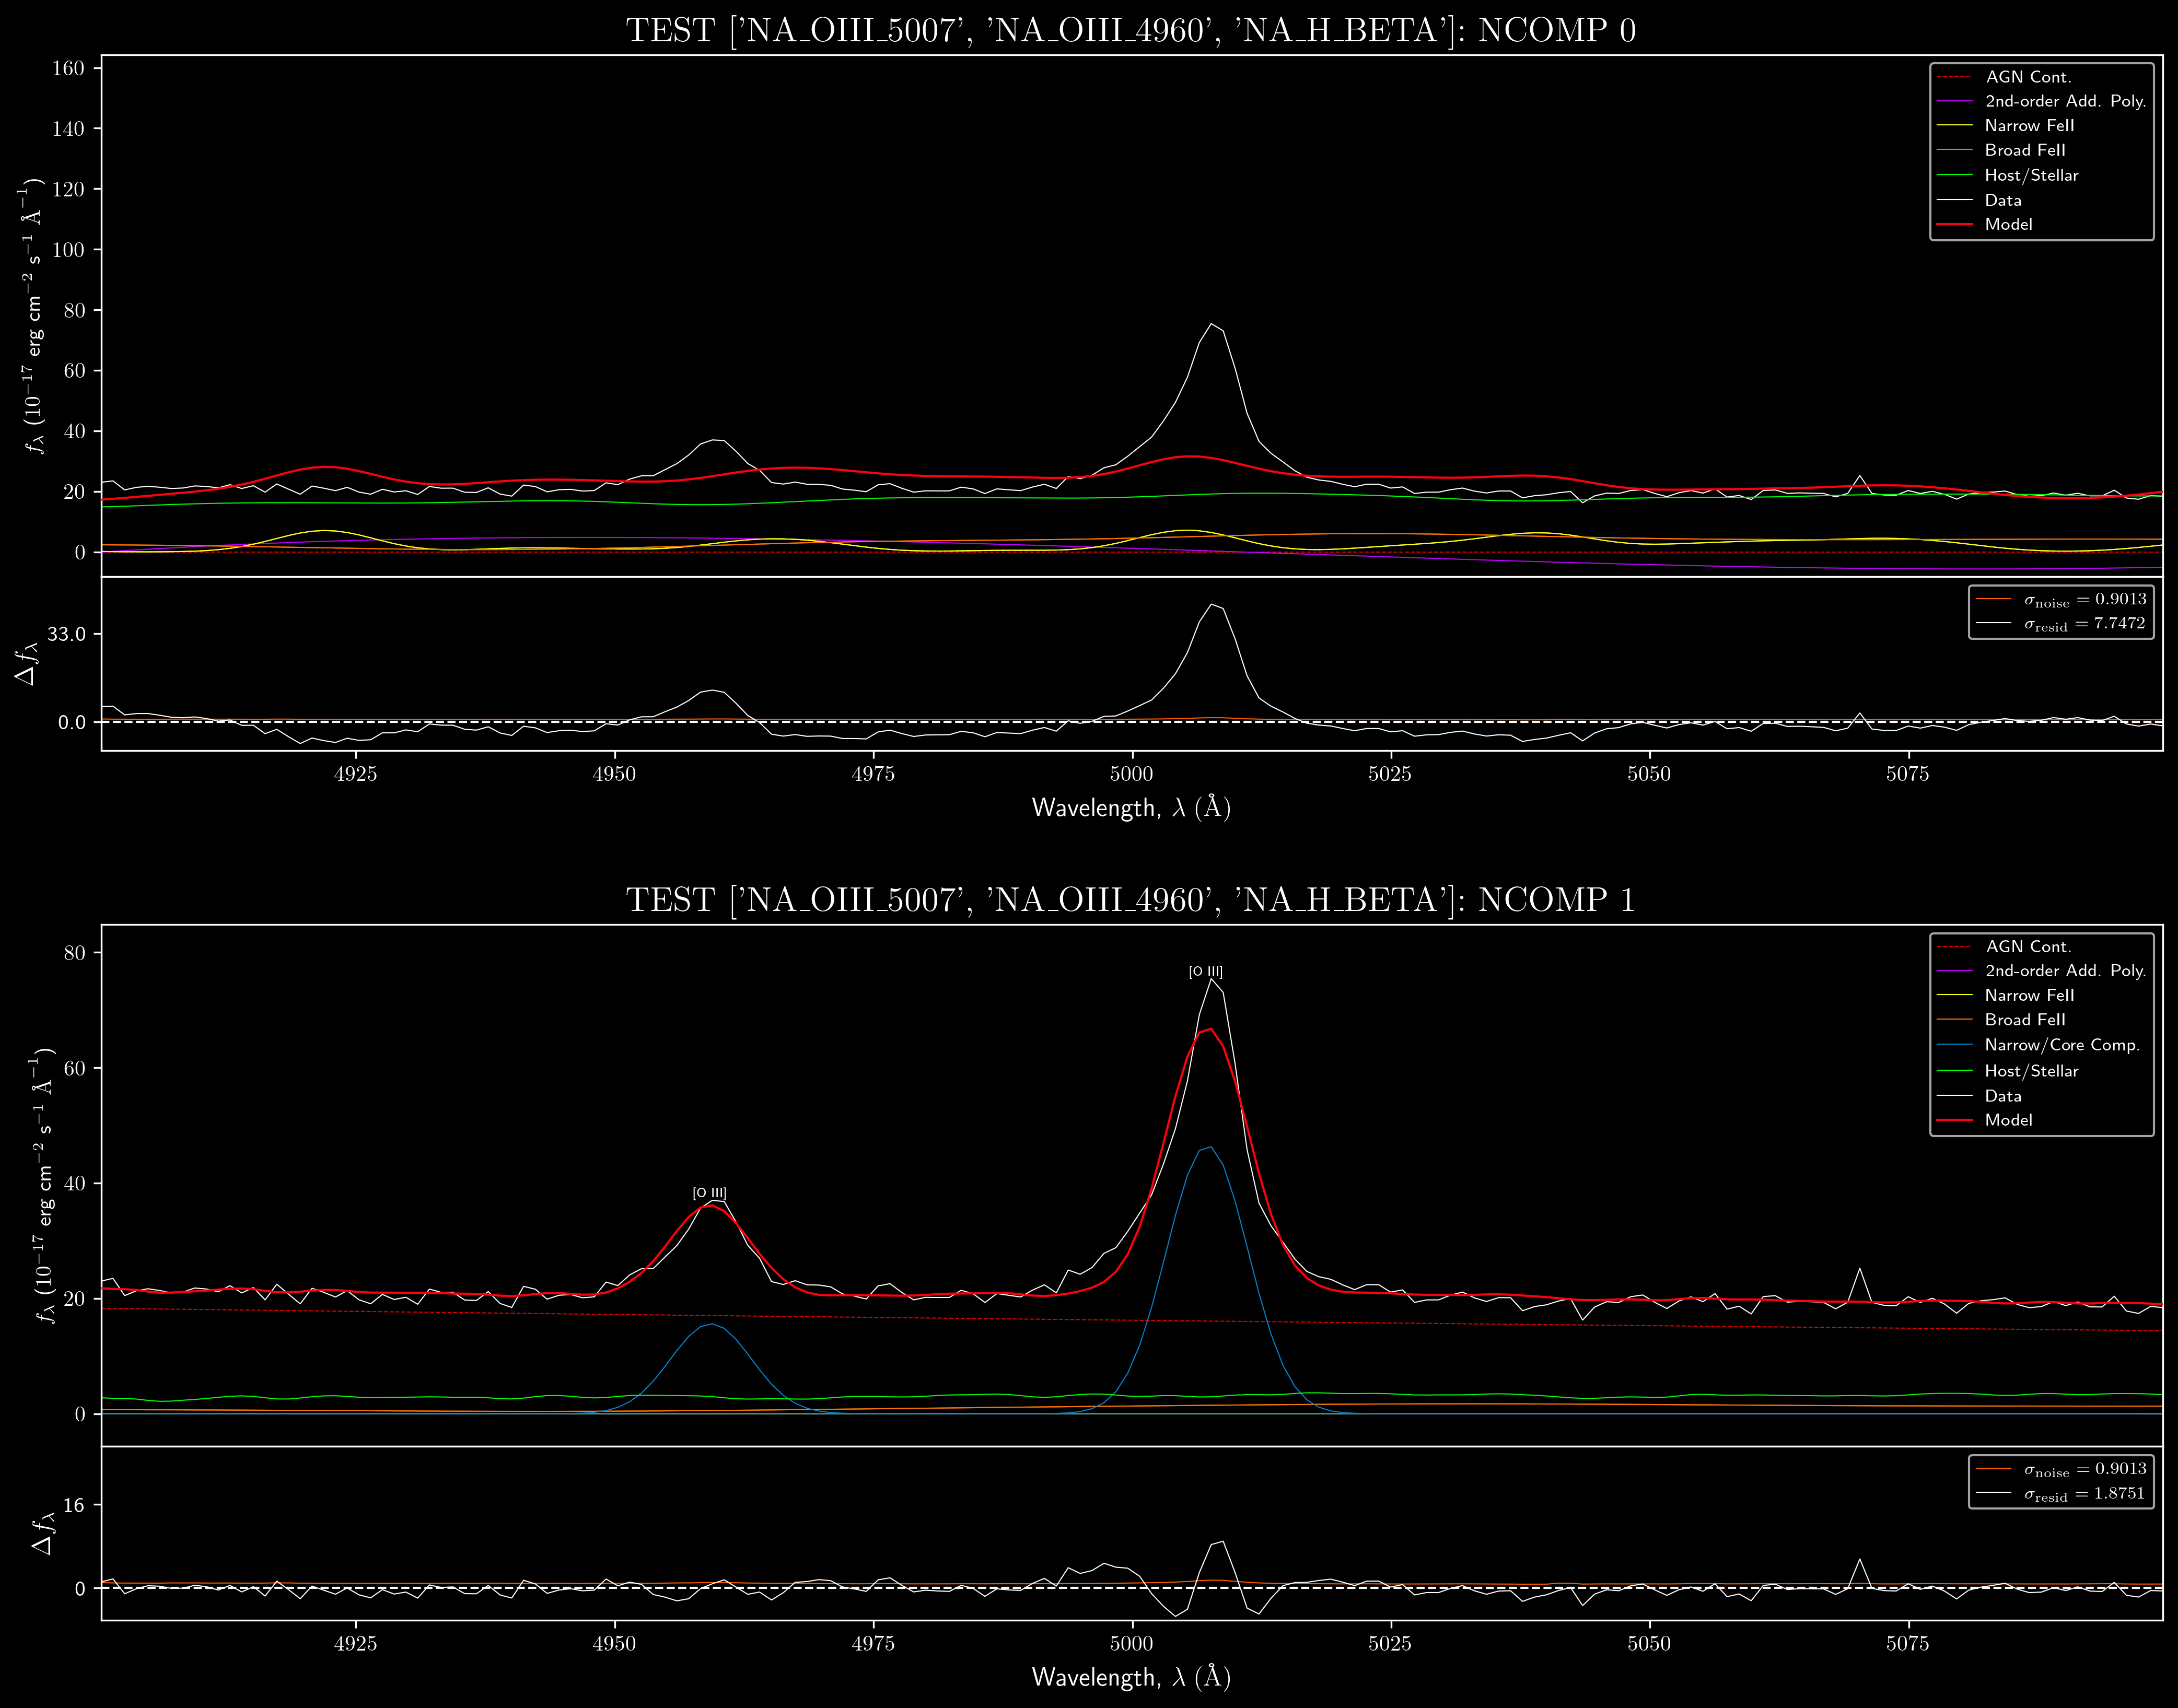 TEST ['NA_OIII_5007', 'NA_OIII_4960', 'NA_H_BETA']: NCOMP 0
160
140
120
100
80
60
40
20
0
f_λ (10⁻¹⁷ erg cm⁻² s⁻¹ Å⁻¹)
AGN Cont.
2nd-order Add. Poly.
Narrow FeII
Broad FeII
Host/Stellar
Data
Model
33.0
0.0
Δf_λ
σ_noise = 0.9013
σ_resid = 7.7472
4925 4950 4975 5000 5025 5050 5075
Wavelength, λ (Å)
TEST ['NA_OIII_5007', 'NA_OIII_4960', 'NA_H_BETA']: NCOMP 1
80
60
40
20
0
f_λ (10⁻¹⁷ erg cm⁻² s⁻¹ Å⁻¹)
[O III]
[O III]
AGN Cont.
2nd-order Add. Poly.
Narrow FeII
Broad FeII
Narrow/Core Comp.
Host/Stellar
Data
Model
16
0
Δf_λ
σ_noise = 0.9013
σ_resid = 1.8751
4925 4950 4975 5000 5025 5050 5075
Wavelength, λ (Å)